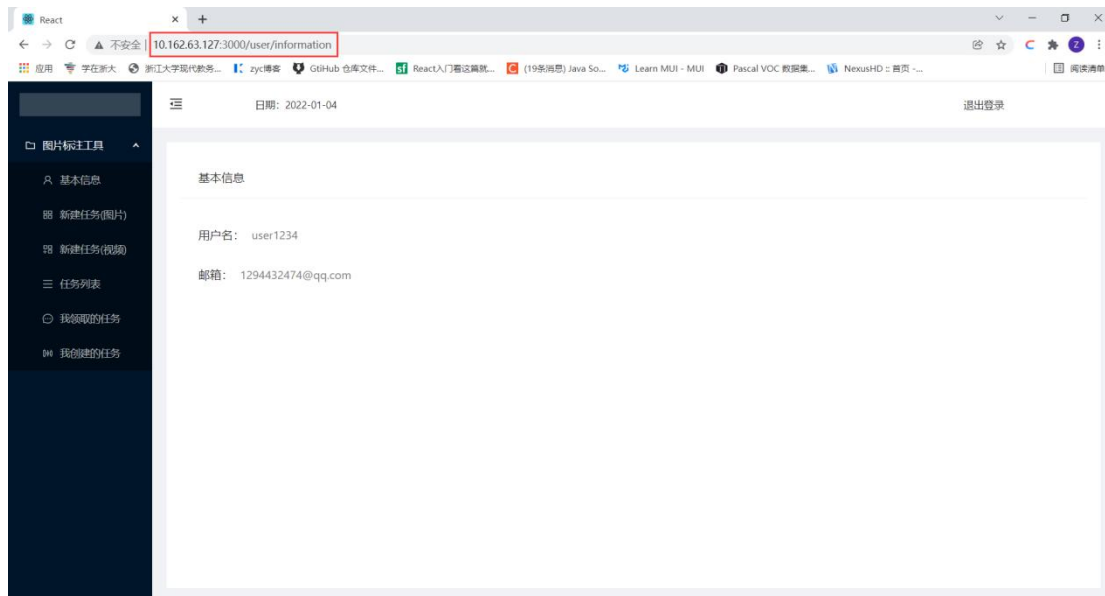 React
不安全 10.162.63.127:3000/user/information
应用 学在浙大 浙江大学现代教务... zyc博客 GtiHub 仓库文件... React入门看这篇就... (19条消息) Java So... Learn MUI - MUI Pascal VOC 数据集... NexusHD :: 首页 -... 阅读清单
日期：2022-01-04 退出登录
图片标注工具
基本信息
新建任务(图片)
新建任务(视频)
任务列表
我领取的任务
我创建的任务
基本信息
用户名： user1234
邮箱： 1294432474@qq.com